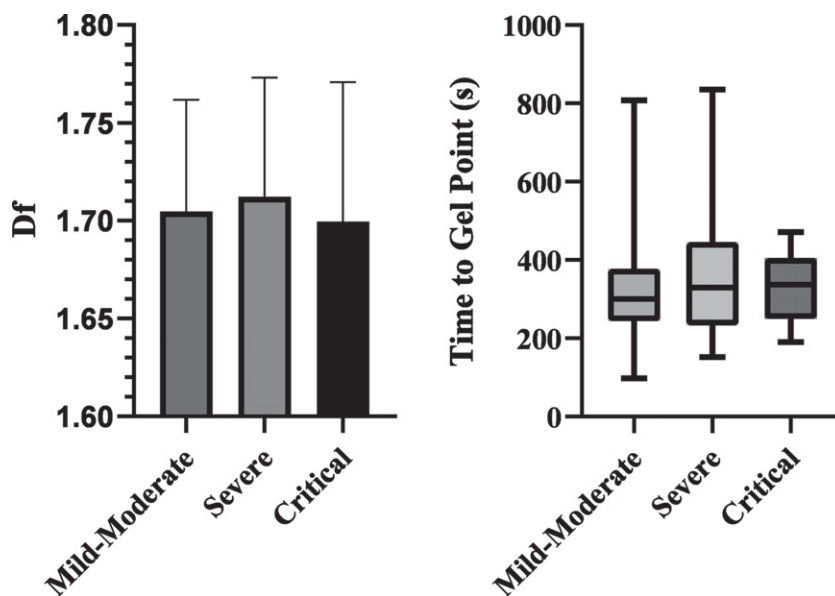 Df
1.80
1.75
1.70
1.65
1.60
Mild-Moderate
Severe
Critical
Time to Gel Point (s)
1000
800
600
400
200
0
Mild-Moderate
Severe
Critical